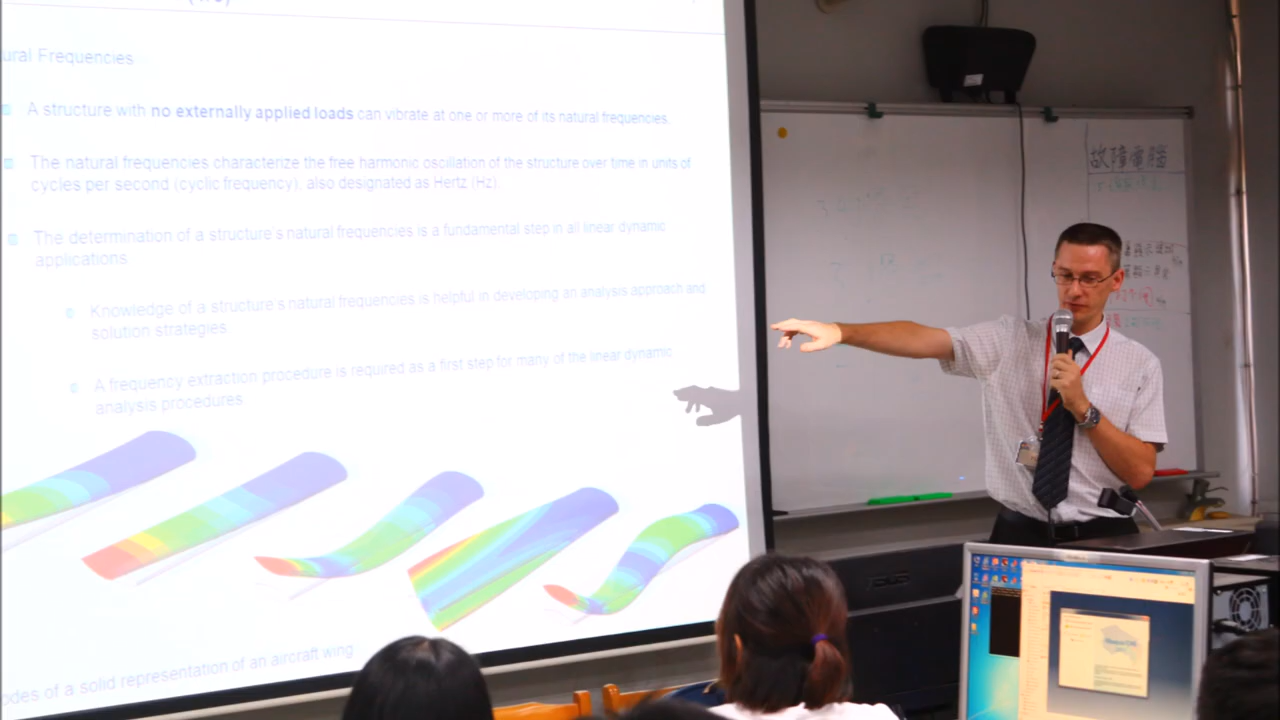 ural Frequencies
A structure with no externally applied loads can vibrate at one or more of its natural frequencies.
The natural frequencies characterize the free harmonic oscillation of the structure over time in units of
cycles per second (cyclic frequency), also designated as Hertz (Hz).
The determination of a structure's natural frequencies is a fundamental step in all linear dynamic
applications.
Knowledge of a structure's natural frequencies is helpful in developing an analysis approach and
solution strategies.
A frequency extraction procedure is required as a first step for many of the linear dynamic
analysis procedures.
odes of a solid representation of an aircraft wing
故障電腦